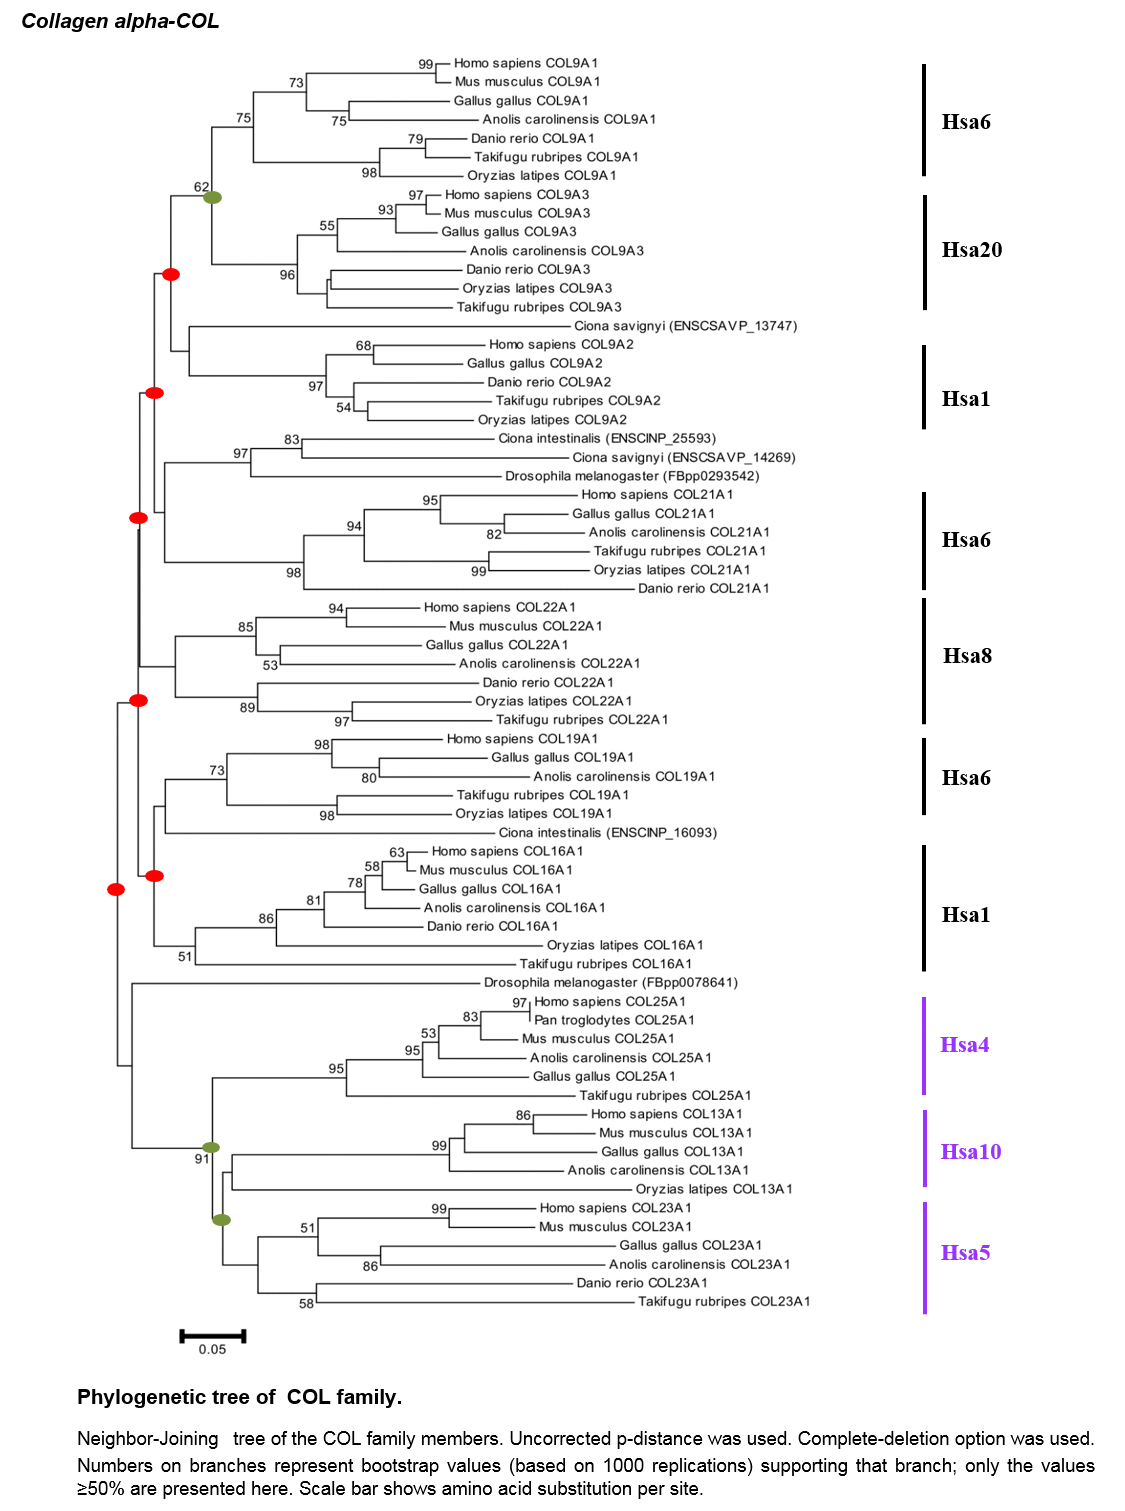 Collagen alpha-COL
99 Homo sapiens COL9A1
Mus musculus COL9A1
73
Gallus gallus COL9A1
75 Anolis carolinensis COL9A1
75
Hsa6
79 Danio rerio COL9A1
Takifugu rubripes COL9A1
98 Oryzias latipes COL9A1
62
97 Homo sapiens COL9A3
Mus musculus COL9A3
93
Gallus gallus COL9A3
55
Anolis carolinensis COL9A3
Hsa20
96
Danio rerio COL9A3
Oryzias latipes COL9A3
Takifugu rubripes COL9A3
Ciona savignyi (ENSCSAVP_13747)
68 Homo sapiens COL9A2
Gallus gallus COL9A2
97
Danio rerio COL9A2
Takifugu rubripes COL9A2
Hsa1
54
Oryzias latipes COL9A2
83 Ciona intestinalis (ENSCINP_25593)
97
Ciona savignyi (ENSCSAVP_14269)
Drosophila melanogaster (FBpp0293542)
95 Homo sapiens COL21A1
Gallus gallus COL21A1
94
82 Anolis carolinensis COL21A1
Hsa6
Takifugu rubripes COL21A1
99 Oryzias latipes COL21A1
98
Danio rerio COL21A1
94 Homo sapiens COL22A1
Mus musculus COL22A1
85
Gallus gallus COL22A1
53 Anolis carolinensis COL22A1
Hsa8
Danio rerio COL22A1
89
Oryzias latipes COL22A1
97 Takifugu rubripes COL22A1
98 Homo sapiens COL19A1
Gallus gallus COL19A1
73
80 Anolis carolinensis COL19A1
Hsa6
Takifugu rubripes COL19A1
98 Oryzias latipes COL19A1
Ciona intestinalis (ENSCINP_16093)
63 Homo sapiens COL16A1
58
Mus musculus COL16A1
78
Gallus gallus COL16A1
81
Anolis carolinensis COL16A1
Hsa1
86
Danio rerio COL16A1
Oryzias latipes COL16A1
51
Takifugu rubripes COL16A1
Drosophila melanogaster (FBpp0078641)
97 Homo sapiens COL25A1
83
Pan troglodytes COL25A1
53
Mus musculus COL25A1
95
Anolis carolinensis COL25A1
Hsa4
95
Gallus gallus COL25A1
Takifugu rubripes COL25A1
86 Homo sapiens COL13A1
Mus musculus COL13A1
99
Gallus gallus COL13A1
Hsa10
91
Anolis carolinensis COL13A1
Oryzias latipes COL13A1
99 Homo sapiens COL23A1
51
Mus musculus COL23A1
Gallus gallus COL23A1
Hsa5
86 Anolis carolinensis COL23A1
Danio rerio COL23A1
58 Takifugu rubripes COL23A1
0.05
Phylogenetic tree of COL family.
Neighbor-Joining tree of the COL family members. Uncorrected p-distance was used. Complete-deletion option was used.
Numbers on branches represent bootstrap values (based on 1000 replications) supporting that branch; only the values
≥50% are presented here. Scale bar shows amino acid substitution per site.